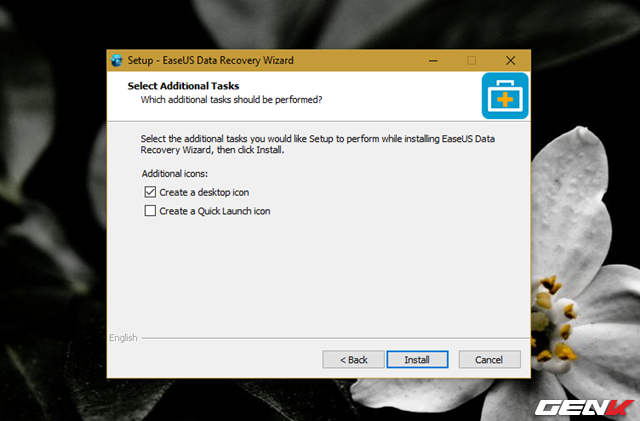 Setup - EaseUS Data Recovery Wizard
Select Additional Tasks
Which additional tasks should be performed?
Select the additional tasks you would like Setup to perform while installing EaseUS Data
Recovery Wizard, then click Install.
Additional icons:
Create a desktop icon
Create a Quick Launch icon
English
< Back Install Cancel
GENK